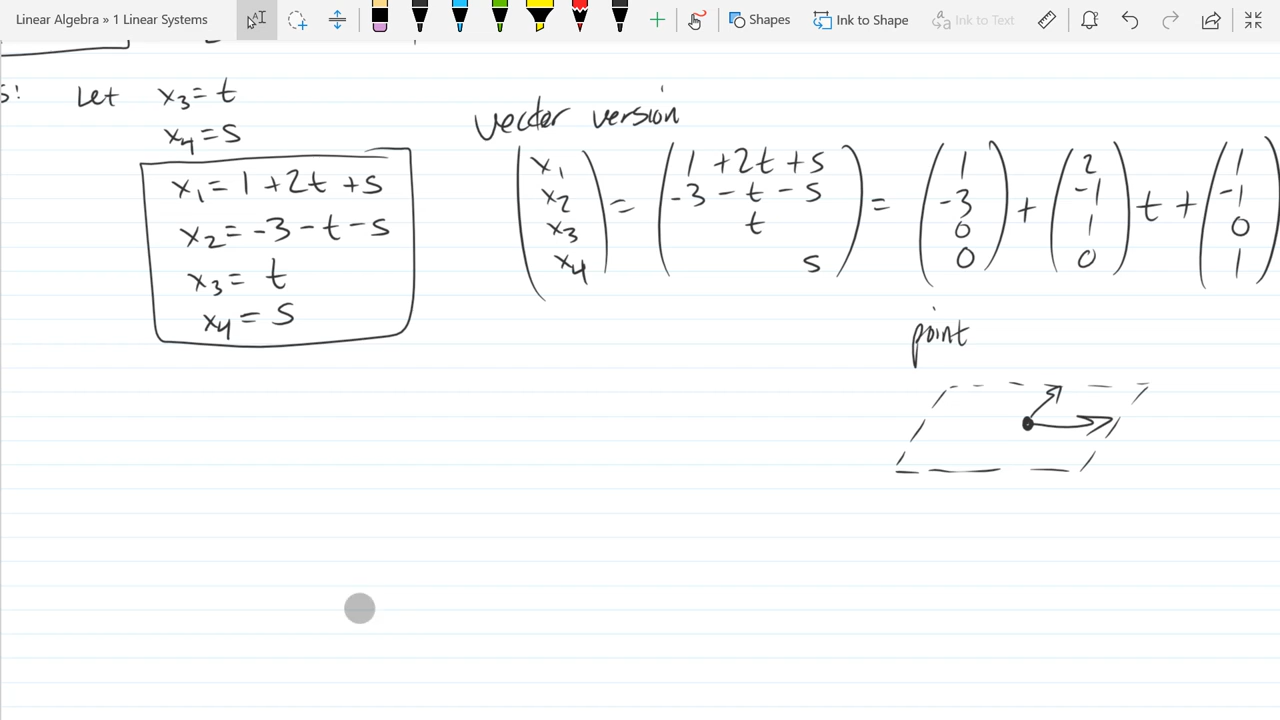 Linear Algebra » 1 Linear Systems
Shapes
Ink to Shape
Ink to Text
s! Let x₃ = t
x₄ = s
x₁ = 1 + 2t + s
x₂ = -3 - t - s
x₃ = t
x₄ = s
vector version
(x₁ x₂ x₃ x₄) = (1 + 2t + s -3 - t - s t s) = (1 -3 0 0) + (2 -1 1 0) t + (1 -1 0 1)
point